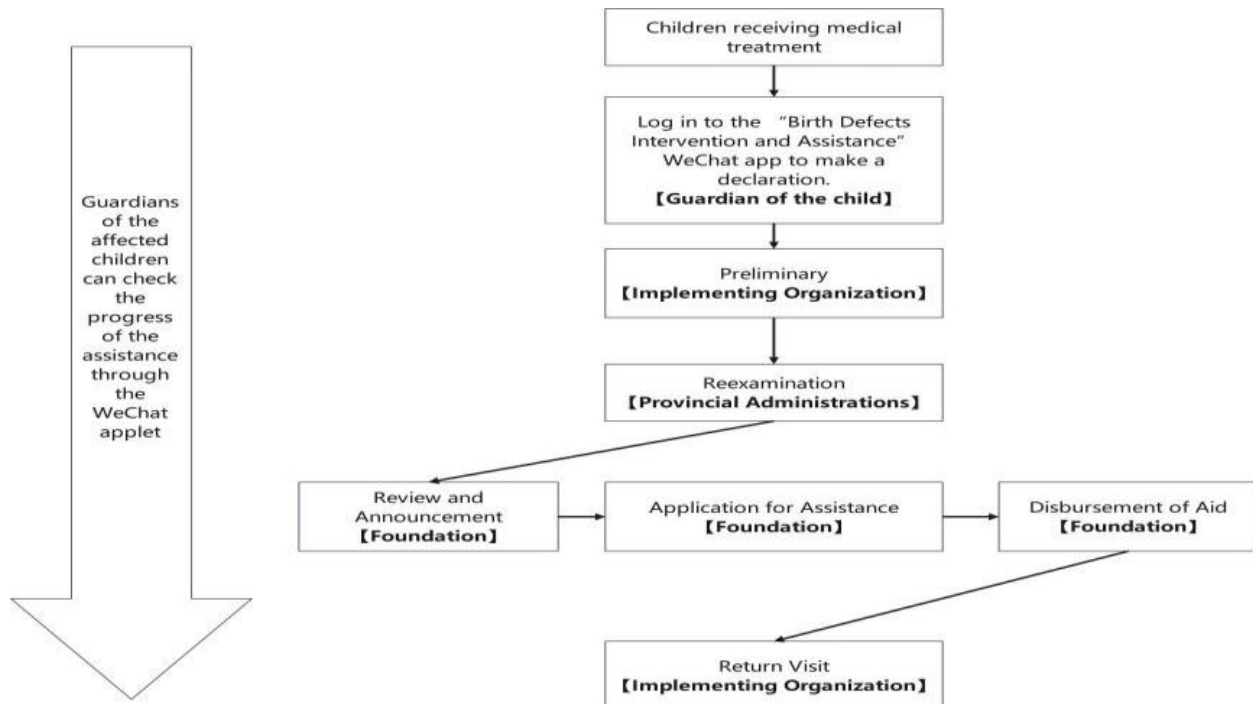 Children receiving medical
treatment
Log in to the “Birth Defects
Intervention and Assistance”
WeChat app to make a
declaration.
【Guardian of the child】
Guardians
of the
affected
children
can check
the
progress
of the
assistance
through
the
WeChat
applet
Preliminary
【Implementing Organization】
Reexamination
【Provincial Administrations】
Review and
Announcement
【Foundation】
Application for Assistance
【Foundation】
Disbursement of Aid
【Foundation】
Return Visit
【Implementing Organization】